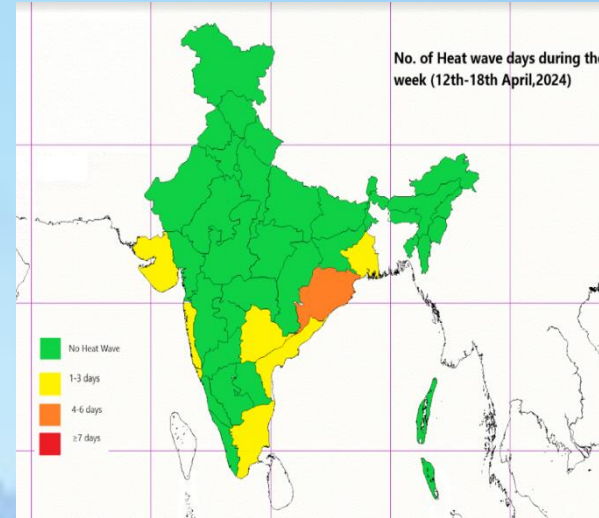 No. of Heat wave days during the
week (12th-18th April,2024)
No Heat Wave
1-3 days
4-6 days
≥7 days